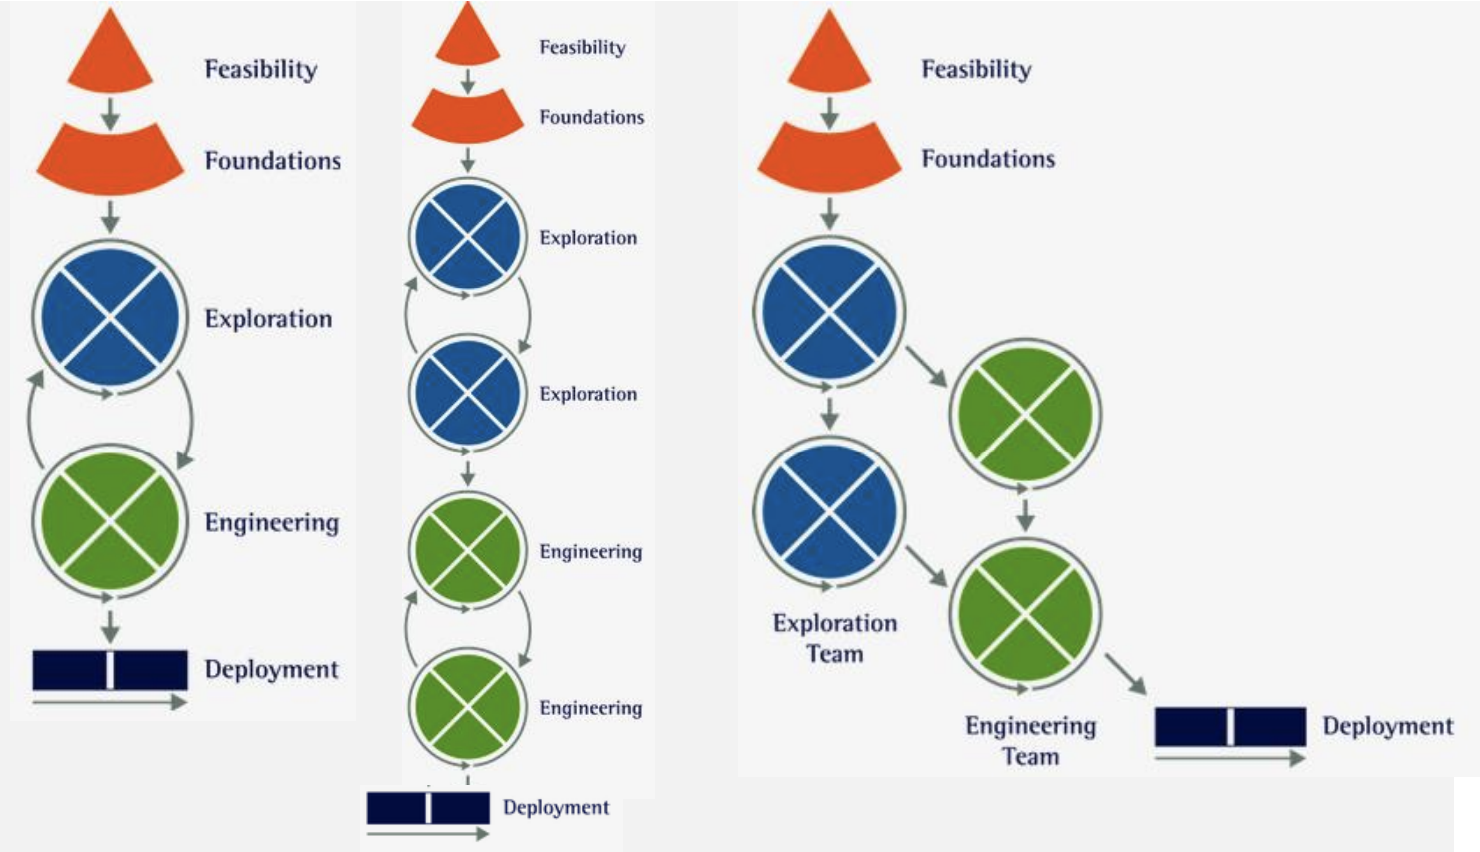 Feasibility
Foundations
Exploration
Engineering
Deployment
Feasibility
Foundations
Exploration
Exploration
Engineering
Engineering
Deployment
Feasibility
Foundations
Exploration
Team
Engineering
Team
Deployment